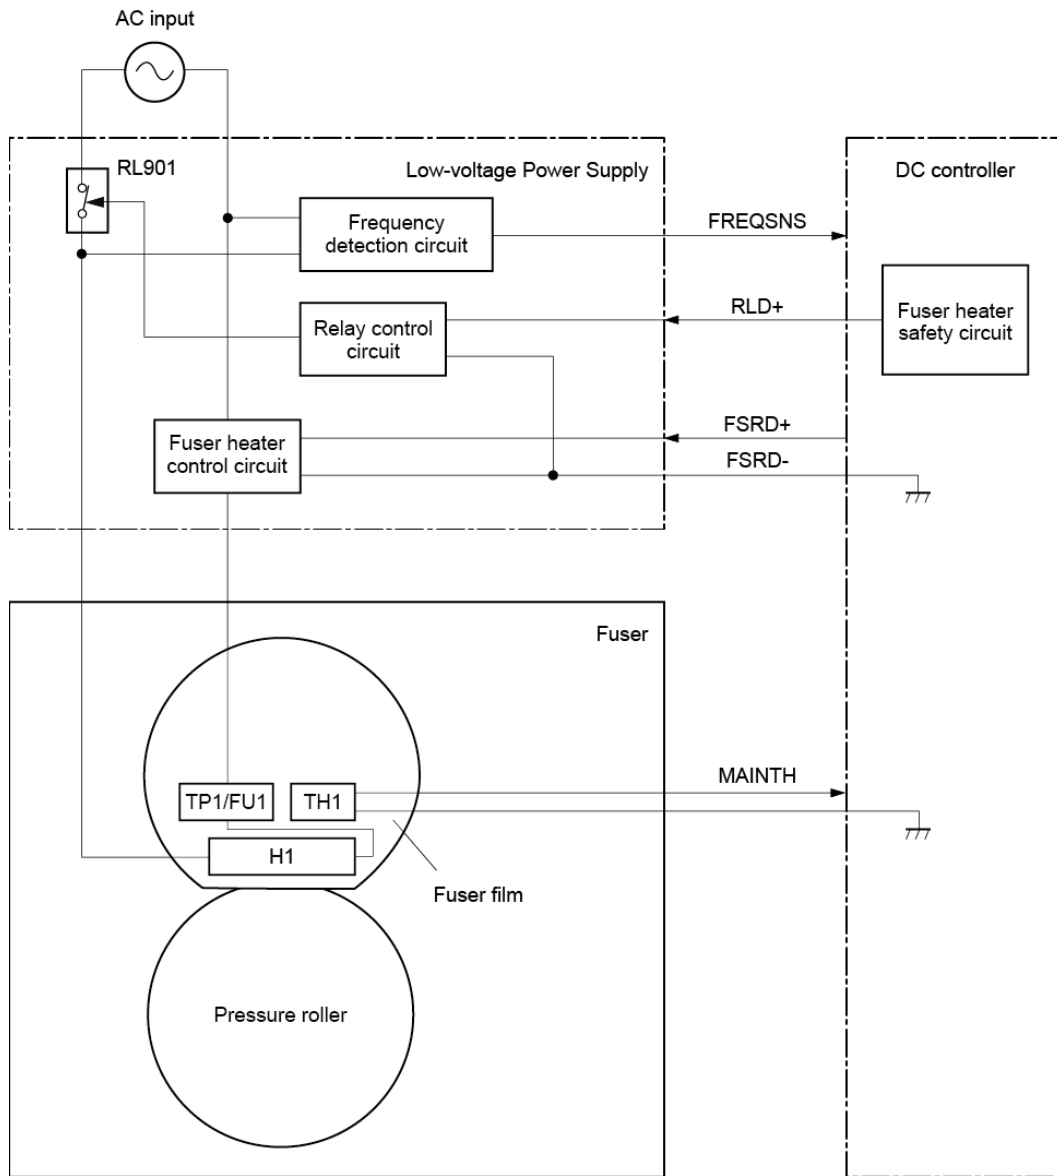 AC input
RL901
Low-voltage Power Supply
DC controller
Frequency
detection circuit
FREQSNS
Relay control
circuit
RLD+
Fuser heater
safety circuit
Fuser heater
control circuit
FSRD+
FSRD-
Fuser
TP1/FU1
TH1
MAINTH
H1
Fuser film
Pressure roller